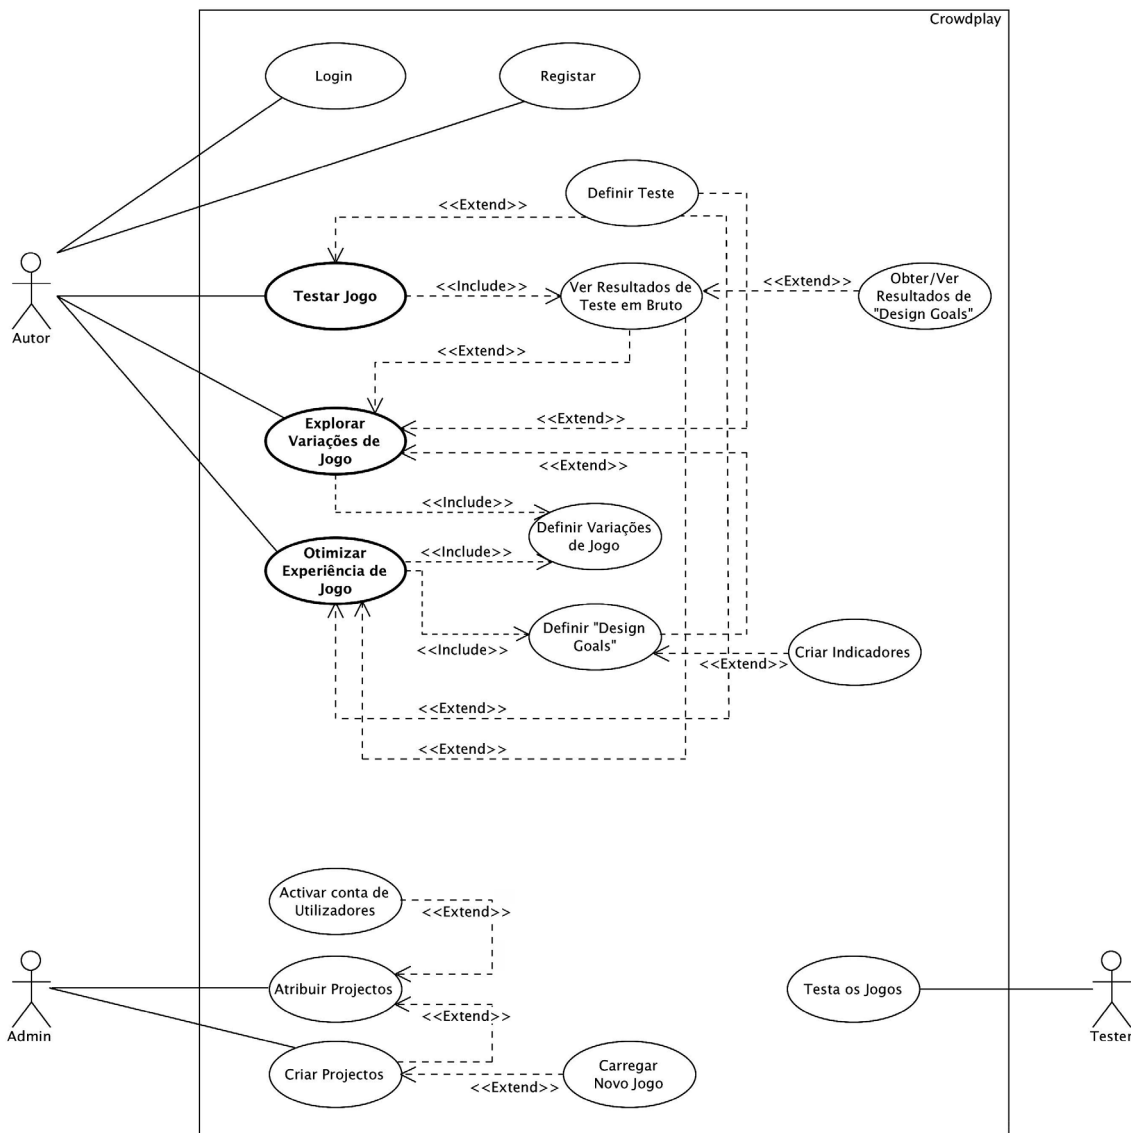 Crowdplay
Login
Registar
Definir Teste
<<Extend>>
Testar Jogo
<<Include>>
Ver Resultados de
Teste em Bruto
<<Extend>>
Obter/Ver
Resultados de
"Design Goals"
Autor
<<Extend>>
Explorar
Variações de
Jogo
<<Extend>>
<<Extend>>
<<Include>>
Definir Variações
de Jogo
Otimizar
Experiência de
Jogo
<<Include>>
Definir "Design
Goals"
<<Include>>
Criar Indicadores
<<Extend>>
<<Extend>>
<<Extend>>
Activar conta de
Utilizadores
<<Extend>>
Atribuir Projectos
Testa os Jogos
<<Extend>>
Admin
Tester
Criar Projectos
Carregar
Novo Jogo
<<Extend>>